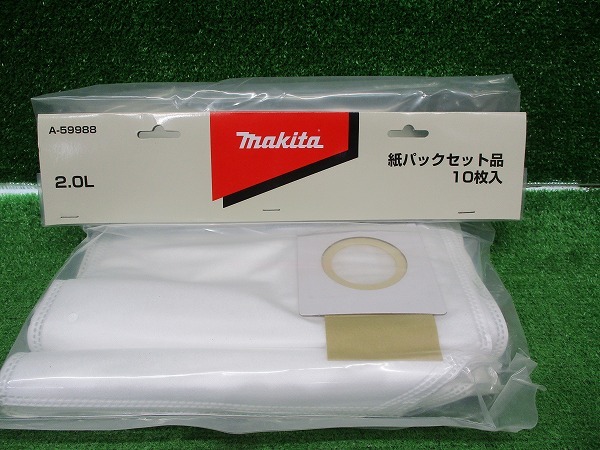 A-59988
makita
紙パックセット品
2.0L
10枚入